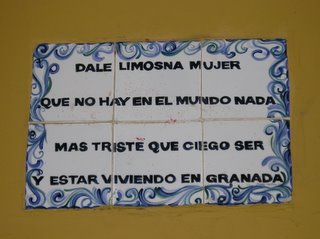 DALE LIMOSNA MUJER
QUE NO HAY EN EL MUNDO NADA
MAS TRISTE QUE CIEGO SER
Y ESTAR VIVIENDO EN GRANADA